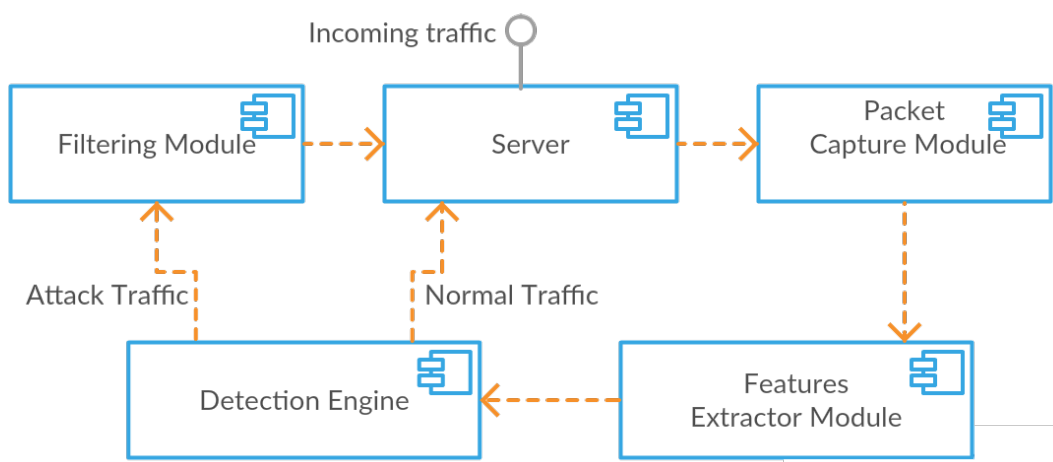 Incoming traffic
Filtering Module
Server
Packet
Capture Module
Attack Traffic
Normal Traffic
Detection Engine
Features
Extractor Module